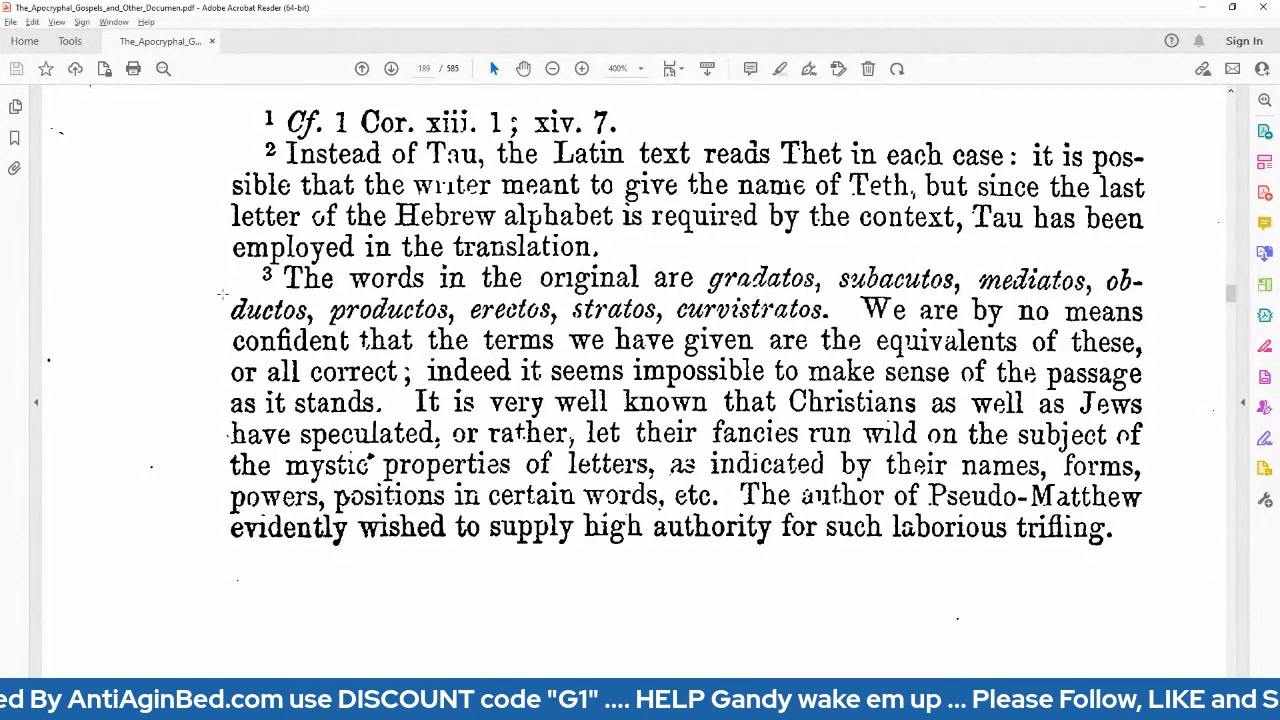 The_Apocryphal_Gospels_and_Other_Documen.pdf - Adobe Acrobat Reader (64-bit)
File Edit View Sign Window Help
Home Tools The_Apocryphal_G... × Sign In
189 / 585 400%
1 Cf. 1 Cor. xiii. 1; xiv. 7.
2 Instead of Tau, the Latin text reads Thet in each case: it is pos-
sible that the writer meant to give the name of Teth, but since the last
letter of the Hebrew alphabet is required by the context, Tau has been
employed in the translation.
3 The words in the original are gradatos, subacutos, mediatos, ob-
ductos, productos, erectos, stratos, curvistratos. We are by no means
confident that the terms we have given are the equivalents of these,
or all correct; indeed it seems impossible to make sense of the passage
as it stands. It is very well known that Christians as well as Jews
have speculated, or rather, let their fancies run wild on the subject of
the mystic properties of letters, as indicated by their names, forms,
powers, positions in certain words, etc. The author of Pseudo-Matthew
evidently wished to supply high authority for such laborious trifling.
ed By AntiAginBed.com use DISCOUNT code "G1" .... HELP Gandy wake em up ... Please Follow, LIKE and S